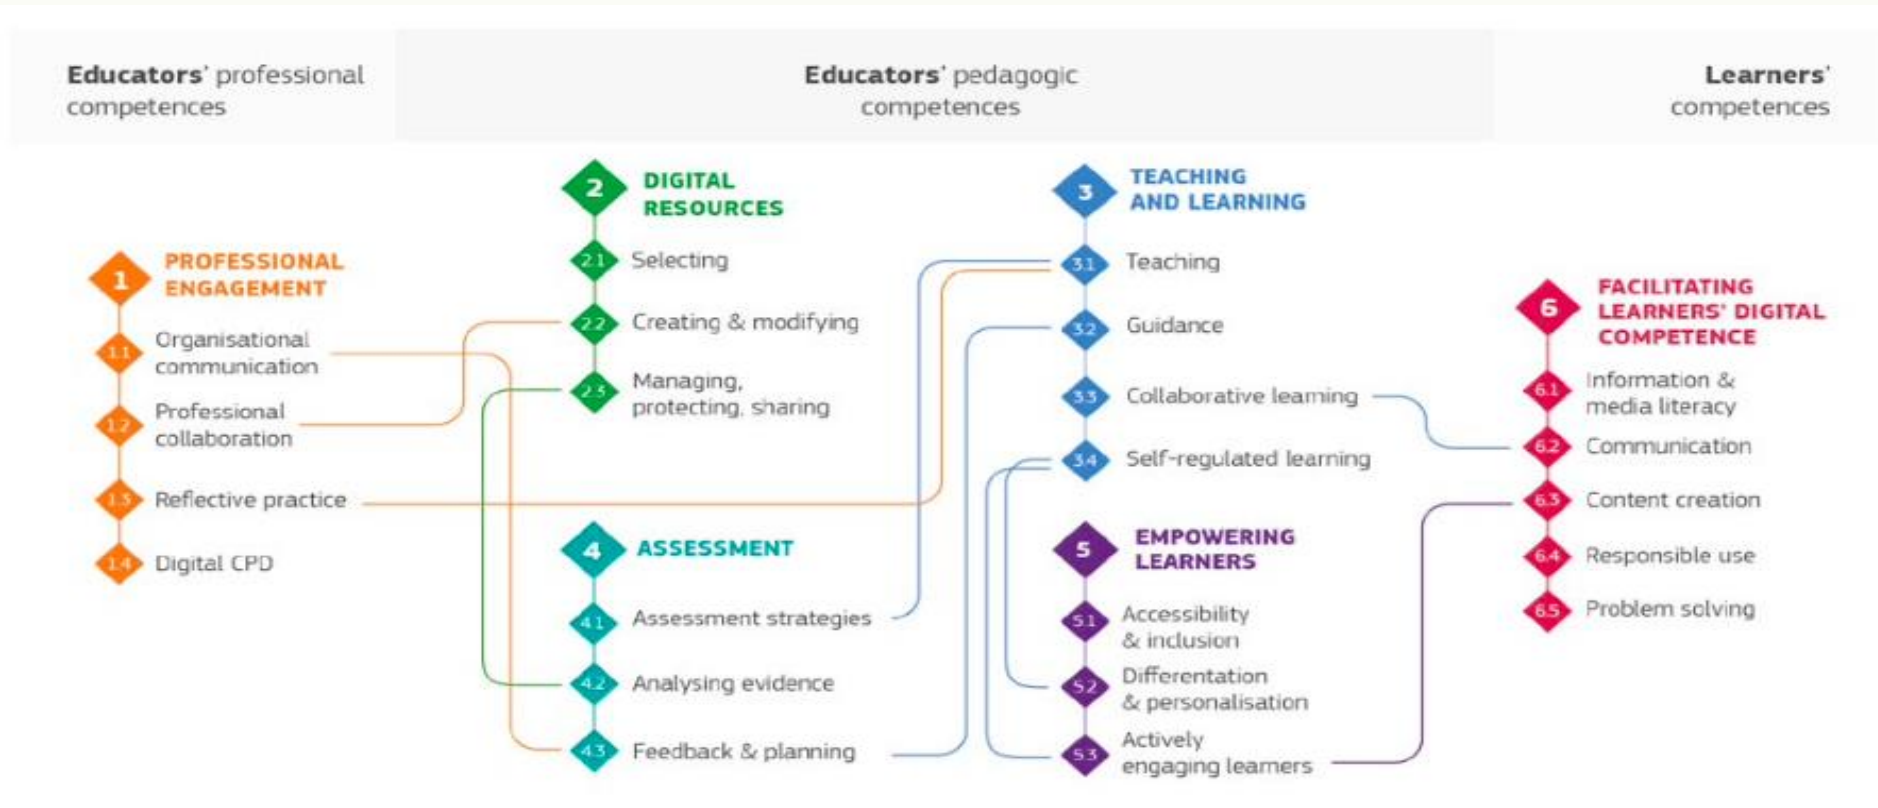 Educators' professional
competences
Educators' pedagogic
competences
Learners'
competences
1
PROFESSIONAL
ENGAGEMENT
1.1
Organisational
communication
1.2
Professional
collaboration
1.3
Reflective practice
1.4
Digital CPD
2
DIGITAL
RESOURCES
2.1
Selecting
2.2
Creating & modifying
2.3
Managing,
protecting, sharing
3
TEACHING
AND LEARNING
3.1
Teaching
3.2
Guidance
3.3
Collaborative learning
3.4
Self-regulated learning
4
ASSESSMENT
4.1
Assessment strategies
4.2
Analysing evidence
4.3
Feedback & planning
5
EMPOWERING
LEARNERS
5.1
Accessibility
& inclusion
5.2
Differentation
& personalisation
5.3
Actively
engaging learners
6
FACILITATING
LEARNERS' DIGITAL
COMPETENCE
6.1
Information &
media literacy
6.2
Communication
6.3
Content creation
6.4
Responsible use
6.5
Problem solving